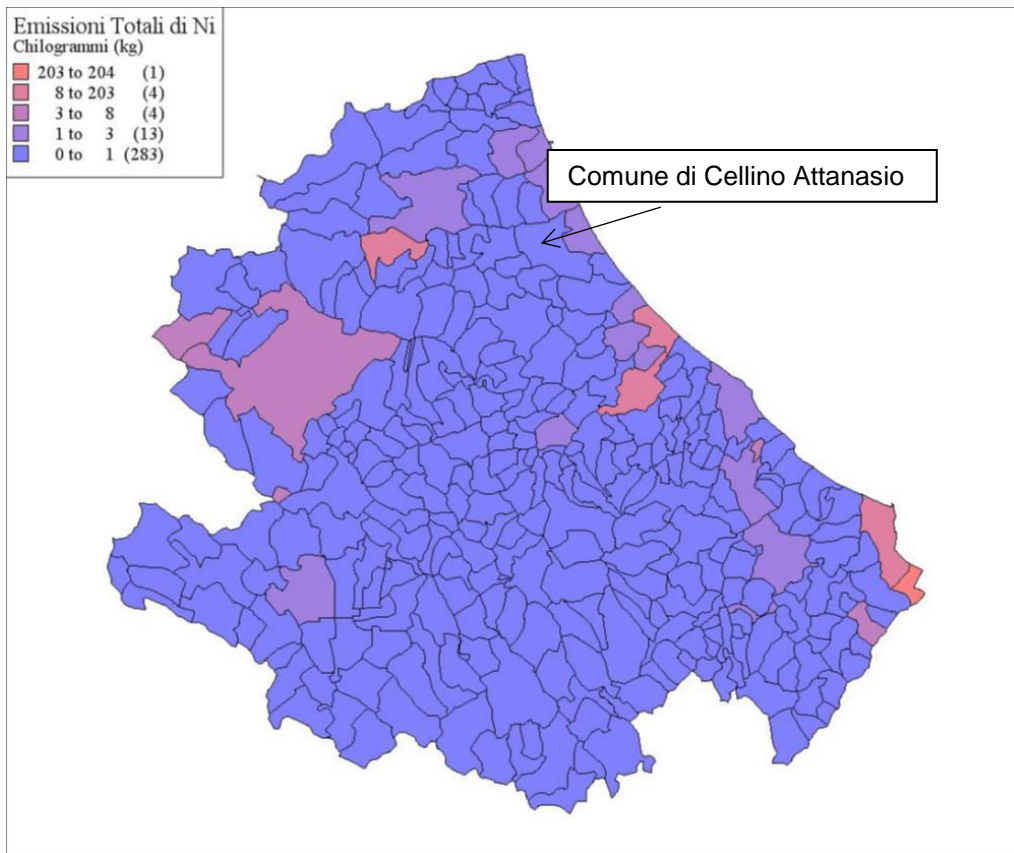 Emissioni Totali di Ni
Chilogrammi (kg)
203 to 204 (1)
8 to 203 (4)
3 to 8 (4)
1 to 3 (13)
0 to 1 (283)
Comune di Cellino Attanasio